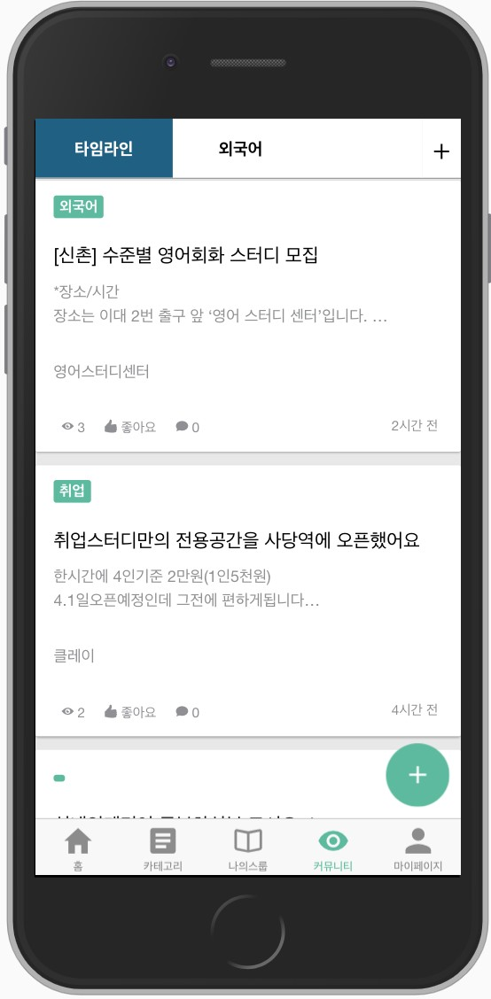 타임라인 외국어 +
외국어
[신촌] 수준별 영어회화 스터디 모집
*장소/시간
장소는 이대 2번 출구 앞 ‘영어 스터디 센터’입니다. …
영어스터디센터
3 좋아요 0 2시간 전
취업
취업스터디만의 전용공간을 사당역에 오픈했어요
한시간에 4인기준 2만원(1인5천원)
4.1일오픈예정인데 그전에 편하게됩니다…
클레이
2 좋아요 0 4시간 전
+
홈 카테고리 나의스룹 커뮤니티 마이페이지